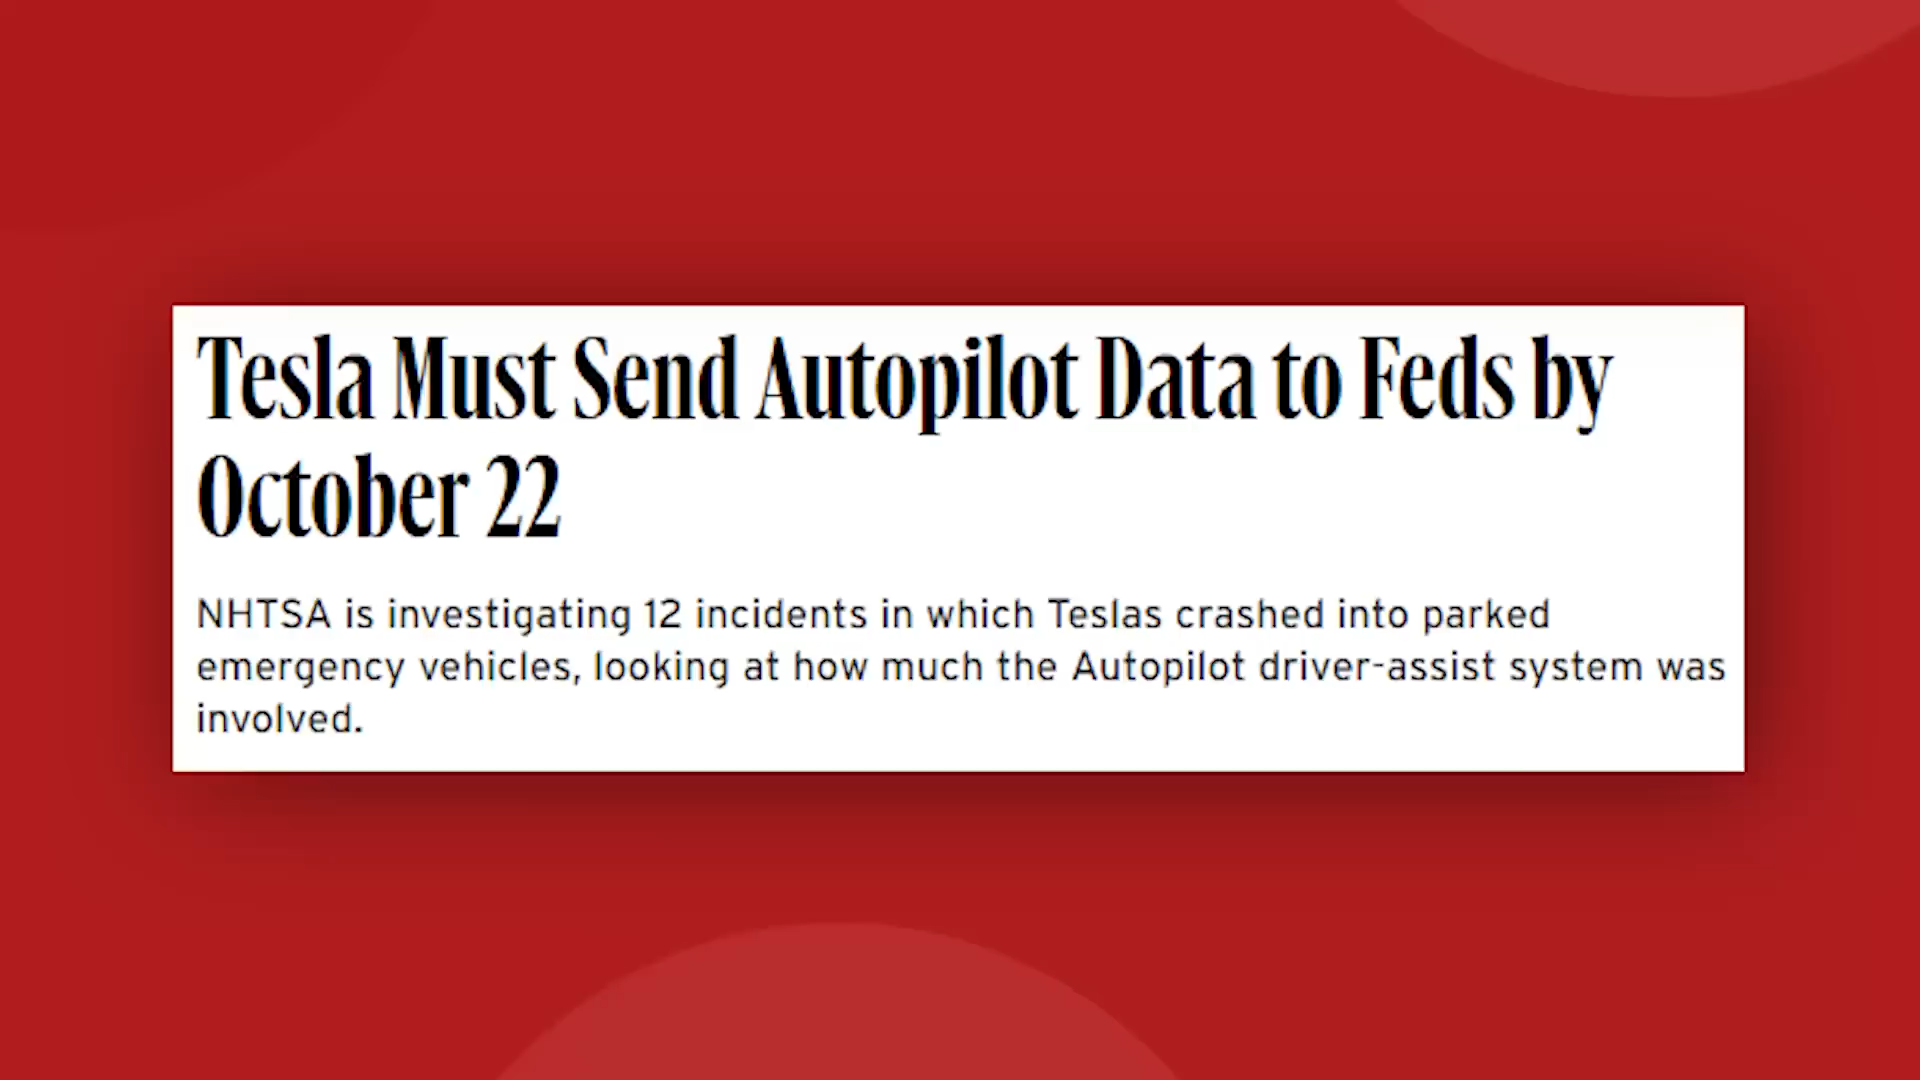 Tesla Must Send Autopilot Data to Feds by
October 22
NHTSA is investigating 12 incidents in which Teslas crashed into parked
emergency vehicles, looking at how much the Autopilot driver-assist system was
involved.